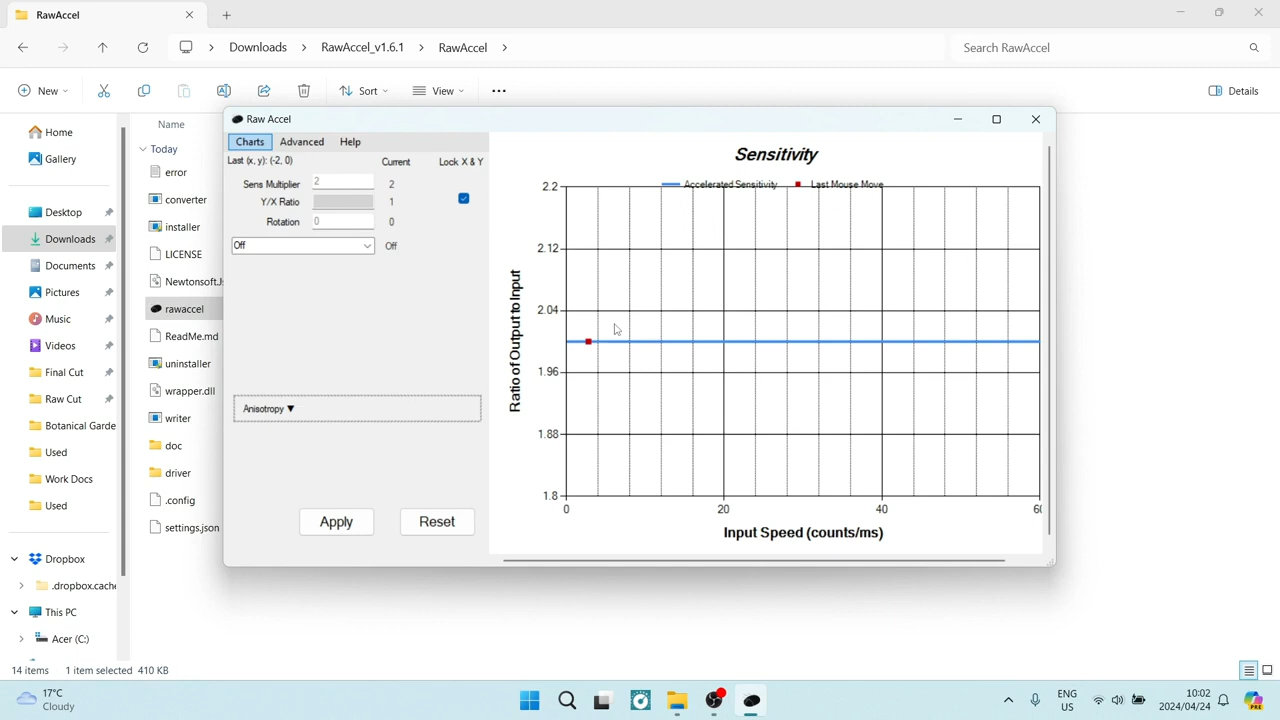 RawAccel
Downloads
RawAccel_v1.6.1
RawAccel
Search RawAccel
New
Sort
View
Details
Home
Gallery
Desktop
Downloads
Documents
Pictures
Music
Videos
Final Cut
Raw Cut
Botanical Garde
Used
Work Docs
Used
Dropbox
.dropbox.cache
This PC
Acer (C:)
Name
Today
error
converter
installer
LICENSE
Newtonsoft.J
rawaccel
ReadMe.md
uninstaller
wrapper.dll
writer
doc
driver
.config
settings.json
Raw Accel
Charts Advanced Help
Last (x, y): (-2, 0)
Current
Lock X & Y
Sens Multiplier 2 2
Y/X Ratio 1
Rotation 0 0
Off Off
Anisotropy ▼
Apply
Reset
Sensitivity
Accelerated Sensitivity
Last Mouse Move
Ratio of Output to Input
2.2
2.12
2.04
1.96
1.88
1.8
0
20
40
60
Input Speed (counts/ms)
14 items
1 item selected 410 KB
17°C
Cloudy
ENG
US
10:02
2024/04/24
PRE